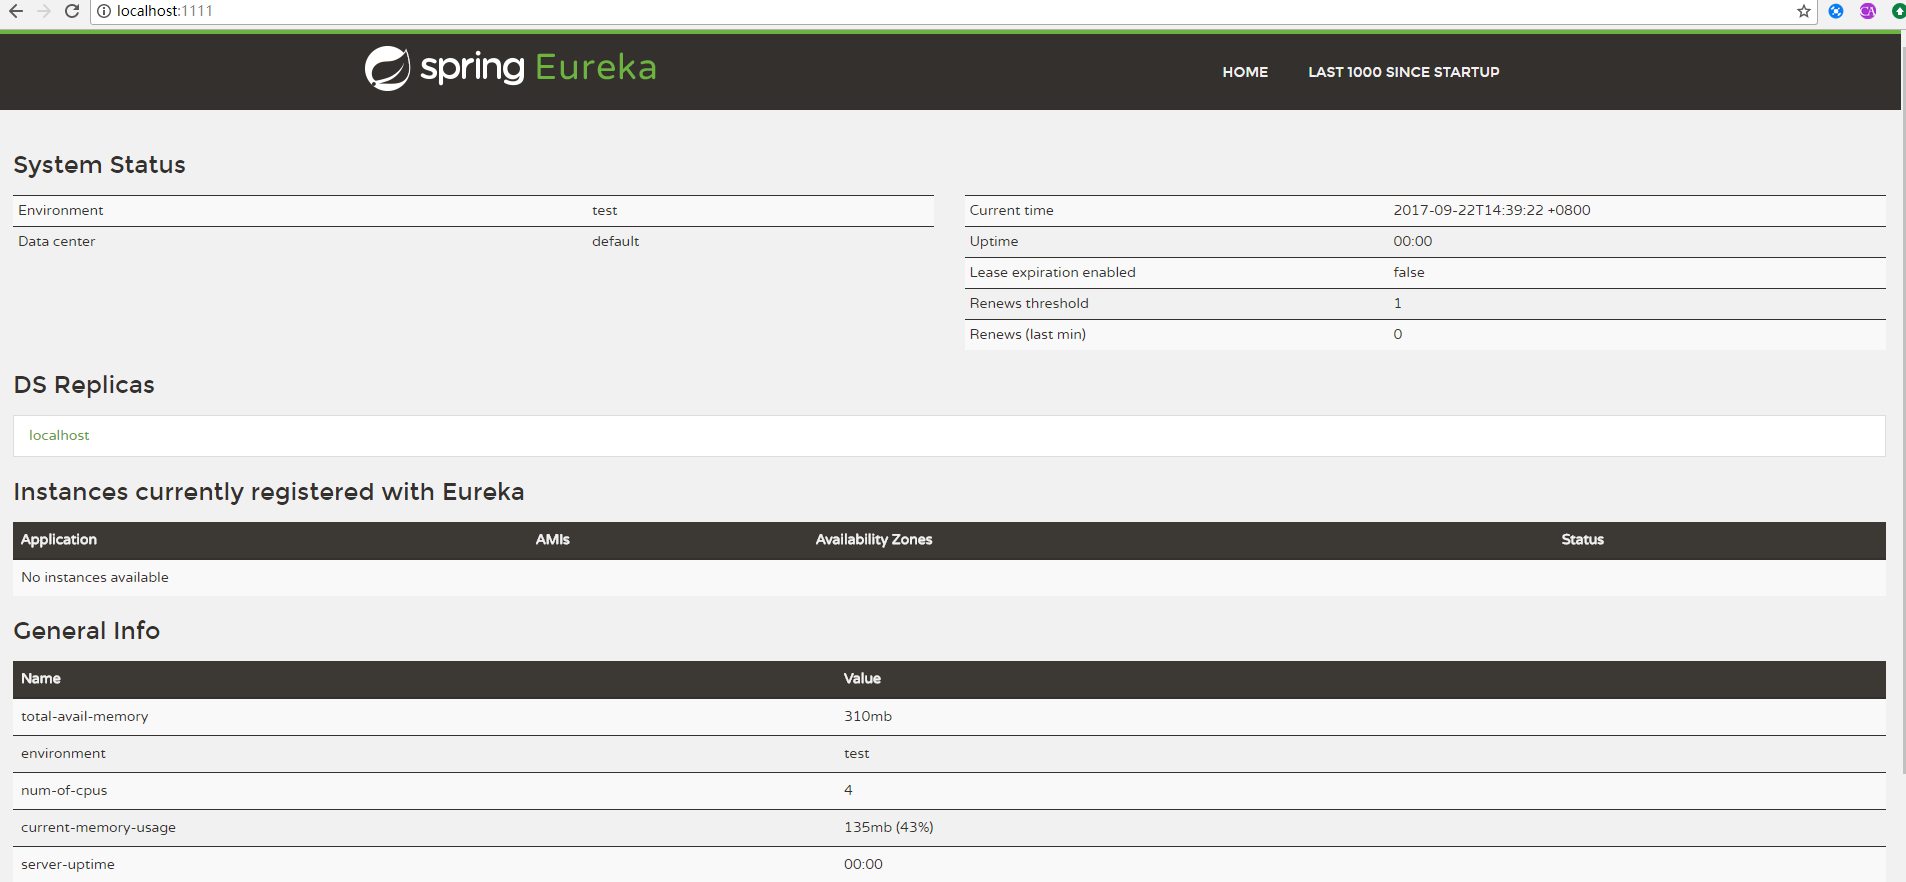 localhost:1111
CA
spring Eureka
HOME LAST 1000 SINCE STARTUP
System Status
Environment test
Data center default
Current time 2017-09-22T14:39:22 +0800
Uptime 00:00
Lease expiration enabled false
Renews threshold 1
Renews (last min) 0
DS Replicas
localhost
Instances currently registered with Eureka
Application AMIs Availability Zones Status
No instances available
General Info
Name Value
total-avail-memory 310mb
environment test
num-of-cpus 4
current-memory-usage 135mb (43%)
server-uptime 00:00